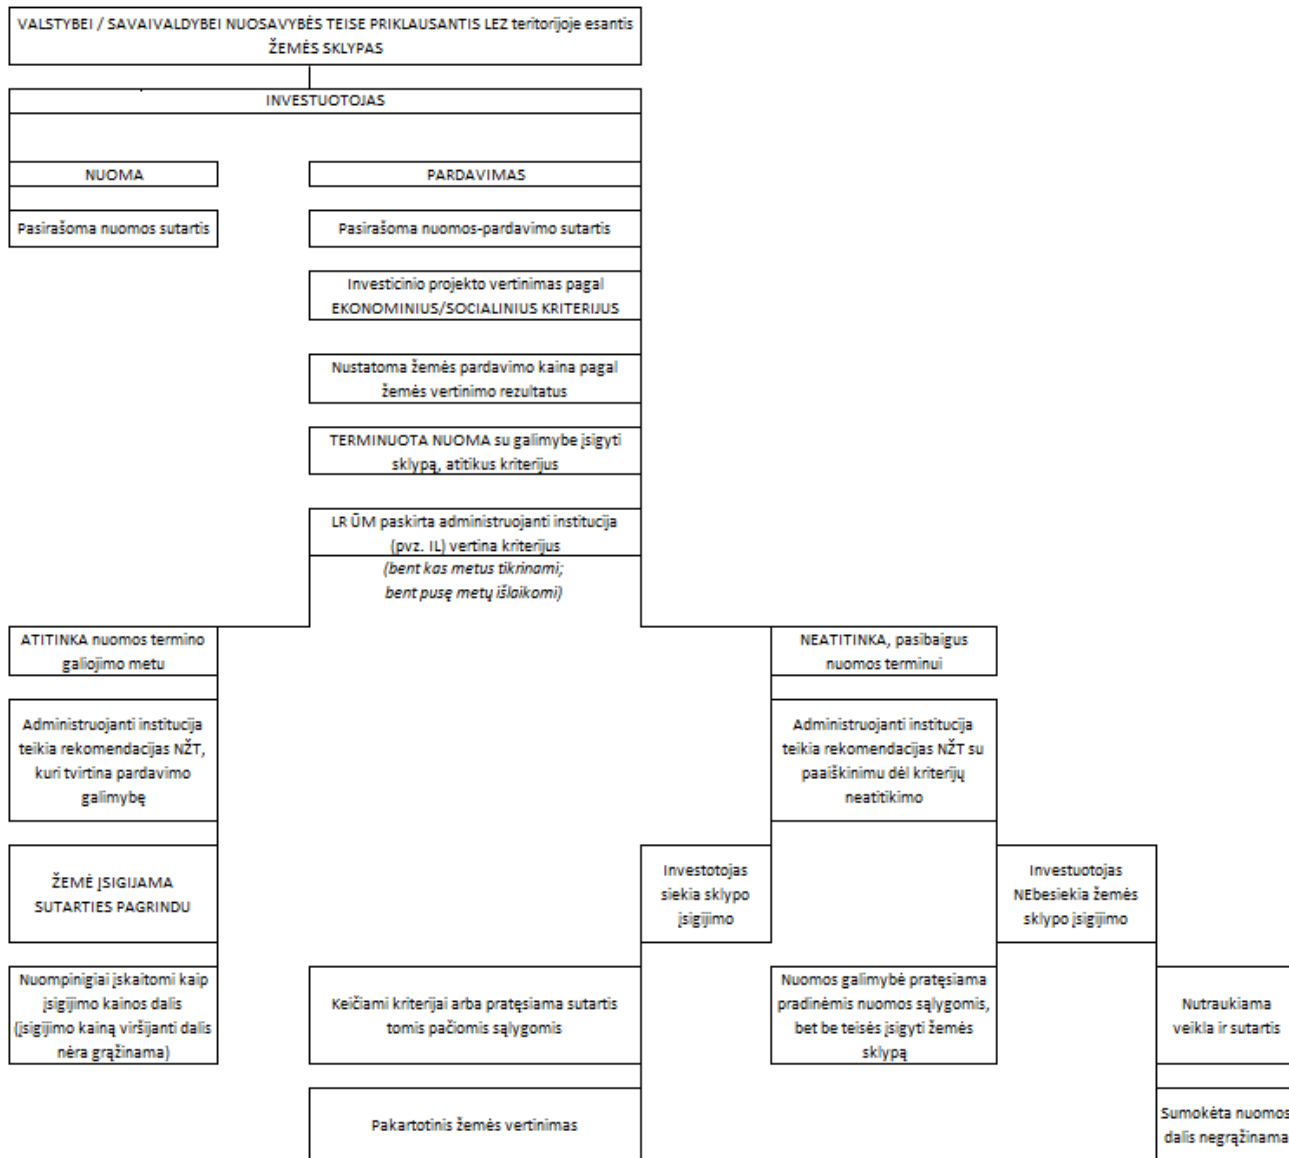 VALSTYBEI / SAVAIVALDYBEI NUOSAVYBĖS TEISE PRIKLAUSANTIS LEZ teritorijoje esantis
ŽEMĖS SKLYPAS
INVESTUOTOJAS
NUOMA
PARDAVIMAS
Pasirašoma nuomos sutartis
Pasirašoma nuomos-pardavimo sutartis
Investicinio projekto vertinimas pagal
EKONOMINIUS/SOCIALINIUS KRITERIJUS
Nustatoma žemės pardavimo kaina pagal
žemės vertinimo rezultatus
TERMINUOTA NUOMA su galimybe įsigyti
sklypą, atitikus kriterijus
LR ŪM paskirta administruojanti institucija
(pvz. IL) vertina kriterijus
(bent kas metus tikrinami;
bent pusę metų išlaikomi)
ATITINKA nuomos termino
galiojimo metu
NEATITINKA, pasibaigus
nuomos terminui
Administruojanti institucija
teikia rekomendacijas NŽT,
kuri tvirtina pardavimo
galimybę
Administruojanti institucija
teikia rekomendacijas NŽT su
paaiškinimu dėl kriterijų
neatitikimo
ŽEMĖ ĮSIGIJAMA
SUTARTIES PAGRINDU
Investotojas
siekia sklypo
įsigijimo
Investuotojas
NEbesiekia žemės
sklypo įsigijimo
Nuompinigiai įskaitomi kaip
įsigijimo kainos dalis
(įsigijimo kainą viršijanti dalis
nėra grąžinama)
Keičiami kriterijai arba pratęsiama sutartis
tomis pačiomis sąlygomis
Nuomos galimybė pratęsiama
pradinėmis nuomos sąlygomis,
bet be teisės įsigyti žemės
sklypą
Nutraukiama
veikla ir sutartis
Pakartotinis žemės vertinimas
Sumokėta nuomos
dalis negrąžinama